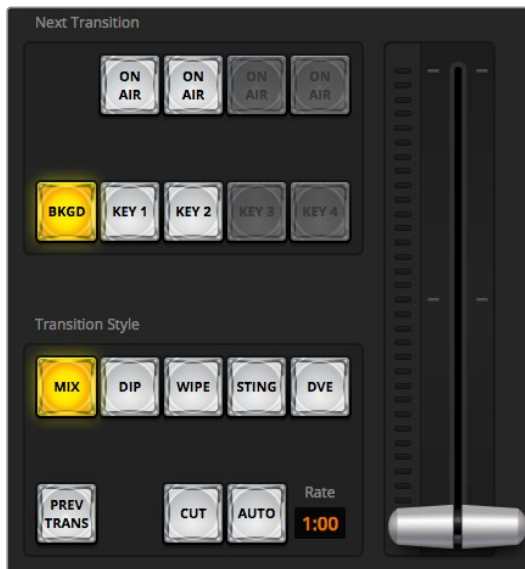 Next Transition
ON AIR ON AIR ON AIR ON AIR
BKGD KEY 1 KEY 2 KEY 3 KEY 4
Transition Style
MIX DIP WIPE STING DVE
Rate
PREV TRANS CUT AUTO 1:00